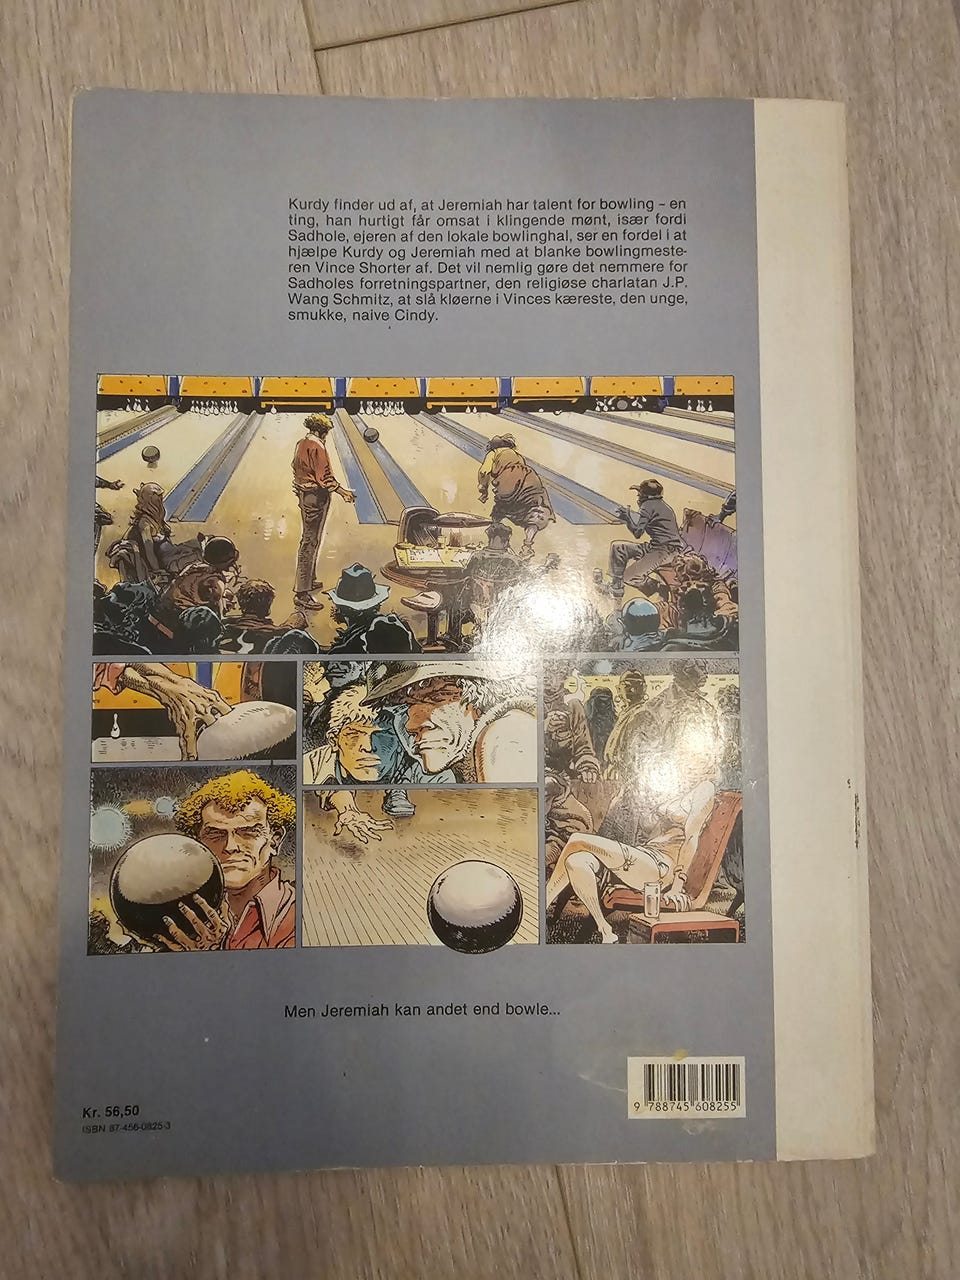 Kurdy finder ud af, at Jeremiah har talent for bowling – en
ting, han hurtigt får omsat i klingende mønt, især fordi
Sadhole, ejeren af den lokale bowlinghal, ser en fordel i at
hjælpe Kurdy og Jeremiah med at blanke bowlingmeste-
ren Vince Shorter af. Det vil nemlig gøre det nemmere for
Sadholes forretningspartner, den religiøse charlatan J.P.
Wang Schmitz, at slå kløerne i Vinces kæreste, den unge,
smukke, naive Cindy.
Men Jeremiah kan andet end bowle...
Kr. 56,50
ISBN 87-456-0825-3
9 788745 608255